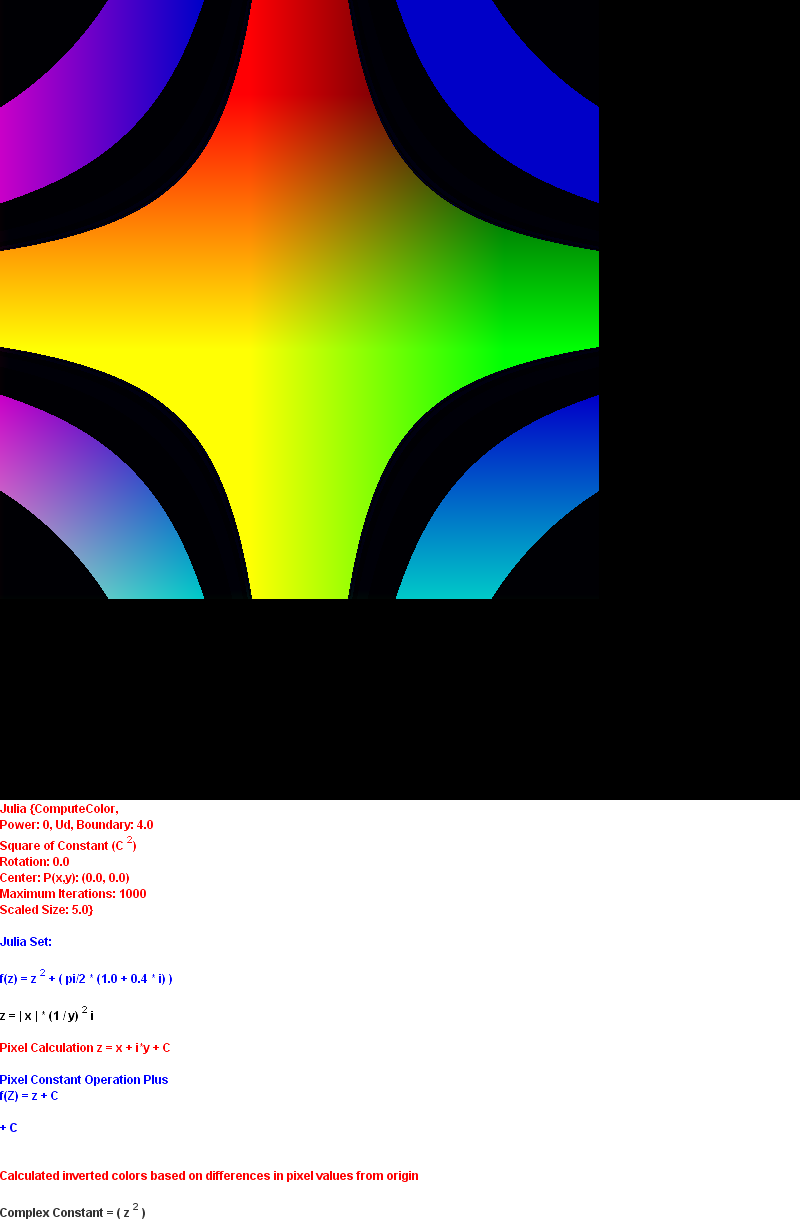 Julia {ComputeColor,
Power: 0, Ud, Boundary: 4.0
Square of Constant (C 2)
Rotation: 0.0
Center: P(x,y): (0.0, 0.0)
Maximum Iterations: 1000
Scaled Size: 5.0}
Julia Set:
f(z) = z 2 + ( pi/2 * (1.0 + 0.4 * i) )
z = | x | * (1 / y) 2 i
Pixel Calculation z = x + i*y + C
Pixel Constant Operation Plus
f(Z) = z + C
+ C
Calculated inverted colors based on differences in pixel values from origin
Complex Constant = ( z 2 )